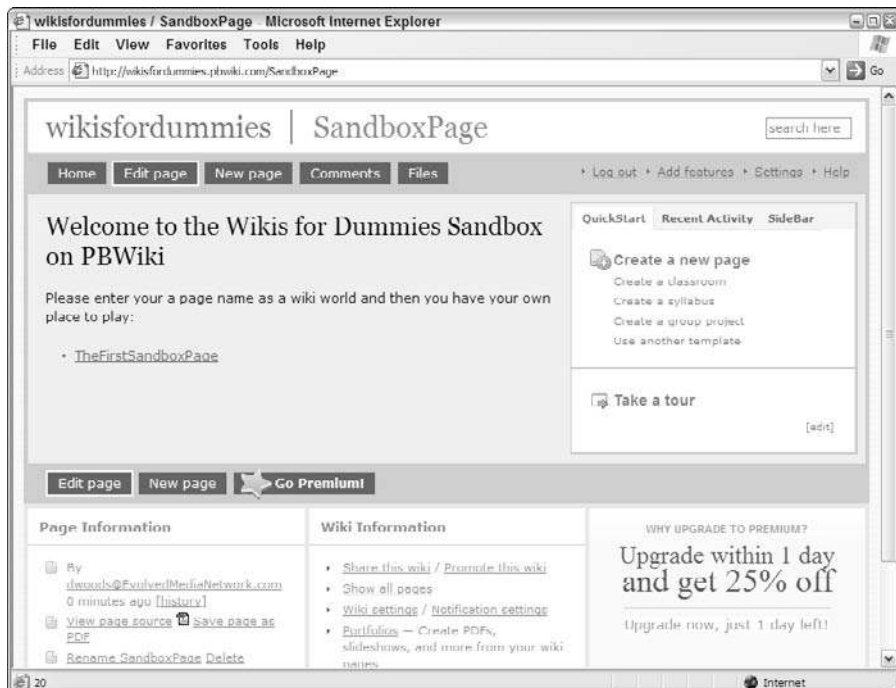 wikisfordummies / SandboxPage - Microsoft Internet Explorer
File Edit View Favorites Tools Help
Address http://wikisfordummies.pbwiki.com/SandboxPage Go
wikisfordummies | SandboxPage search here
Home Edit page New page Comments Files Log out Add features Settings Help
Welcome to the Wikis for Dummies Sandbox
on PBWiki
Please enter your a page name as a wiki world and then you have your own
place to play:
• TheFirstSandboxPage
QuickStart Recent Activity SideBar
Create a new page
Create a classroom
Create a syllabus
Create a group project
Use another template
Take a tour
[edit]
Edit page New page Go Premium!
Page Information
By
dwoods@EvolvedMediaNetwork.com
0 minutes ago [history]
View page source Save page as
PDF
Rename SandboxPage Delete
Wiki Information
Share this wiki / Promote this wiki
Show all pages
Wiki settings / Notification settings
Portfolios — Create PDFs,
slideshows, and more from your wiki
pages
WHY UPGRADE TO PREMIUM?
Upgrade within 1 day
and get 25% off
Upgrade now, just 1 day left!
20 Internet